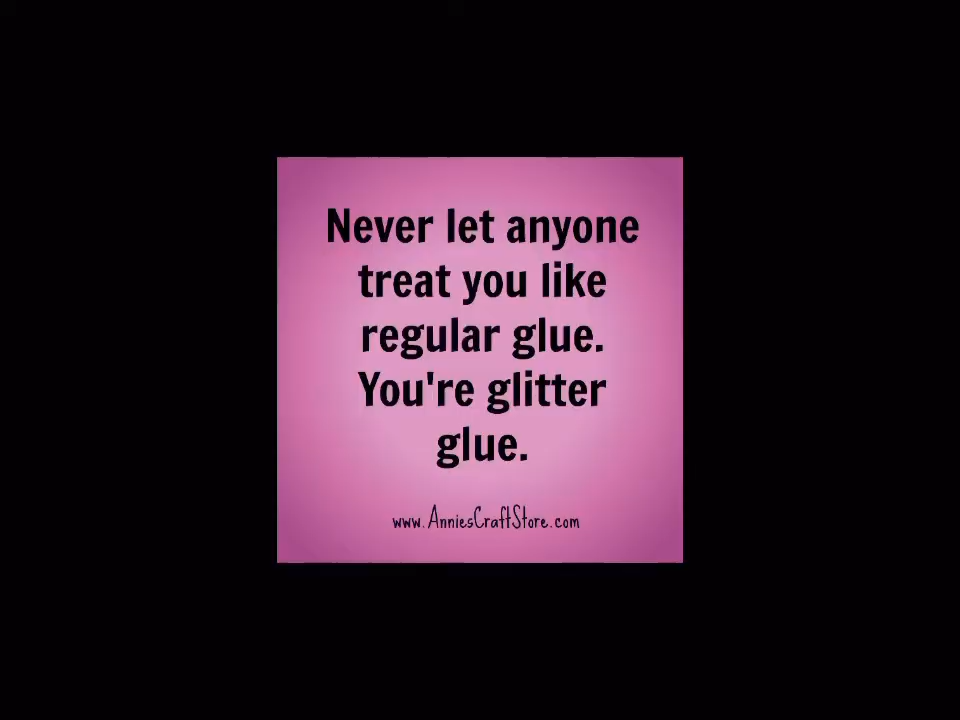 Never let anyone
treat you like
regular glue.
You're glitter
glue.
www.AnniesCraftStore.com